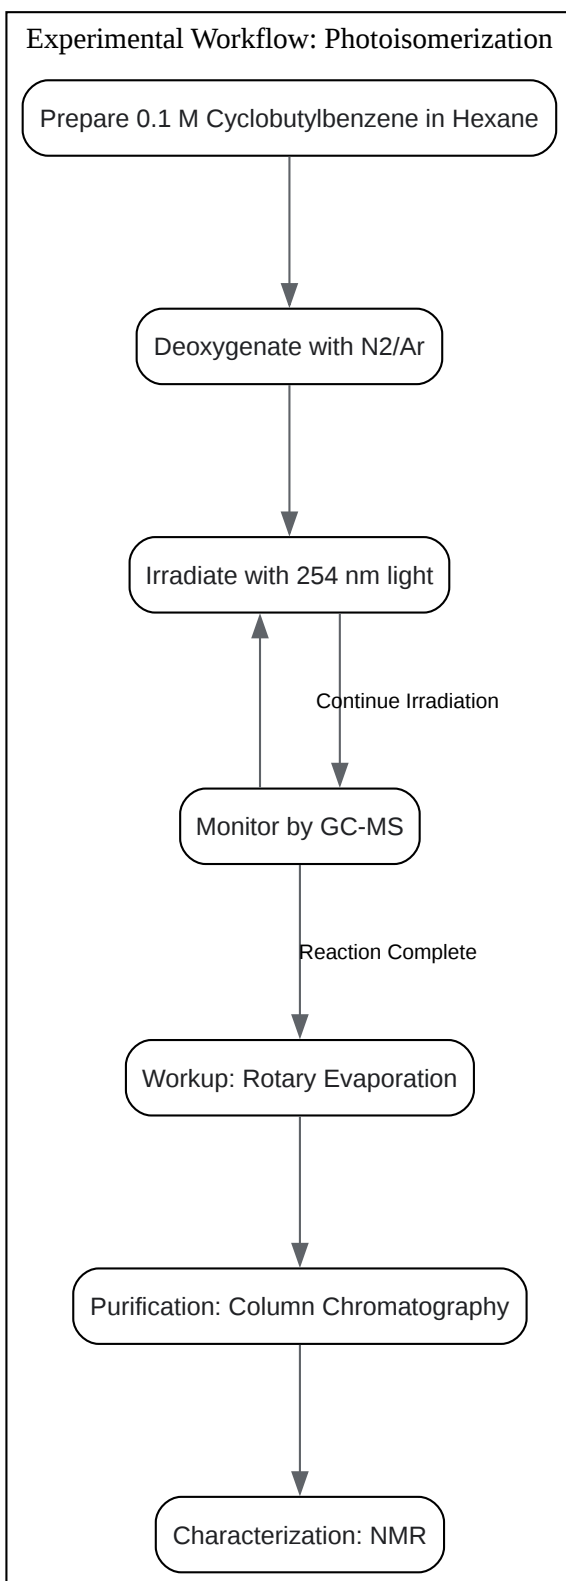 Experimental Workflow: Photoisomerization
Prepare 0.1 M Cyclobutylbenzene in Hexane
Deoxygenate with N2/Ar
Irradiate with 254 nm light
Continue Irradiation
Monitor by GC-MS
Reaction Complete
Workup: Rotary Evaporation
Purification: Column Chromatography
Characterization: NMR